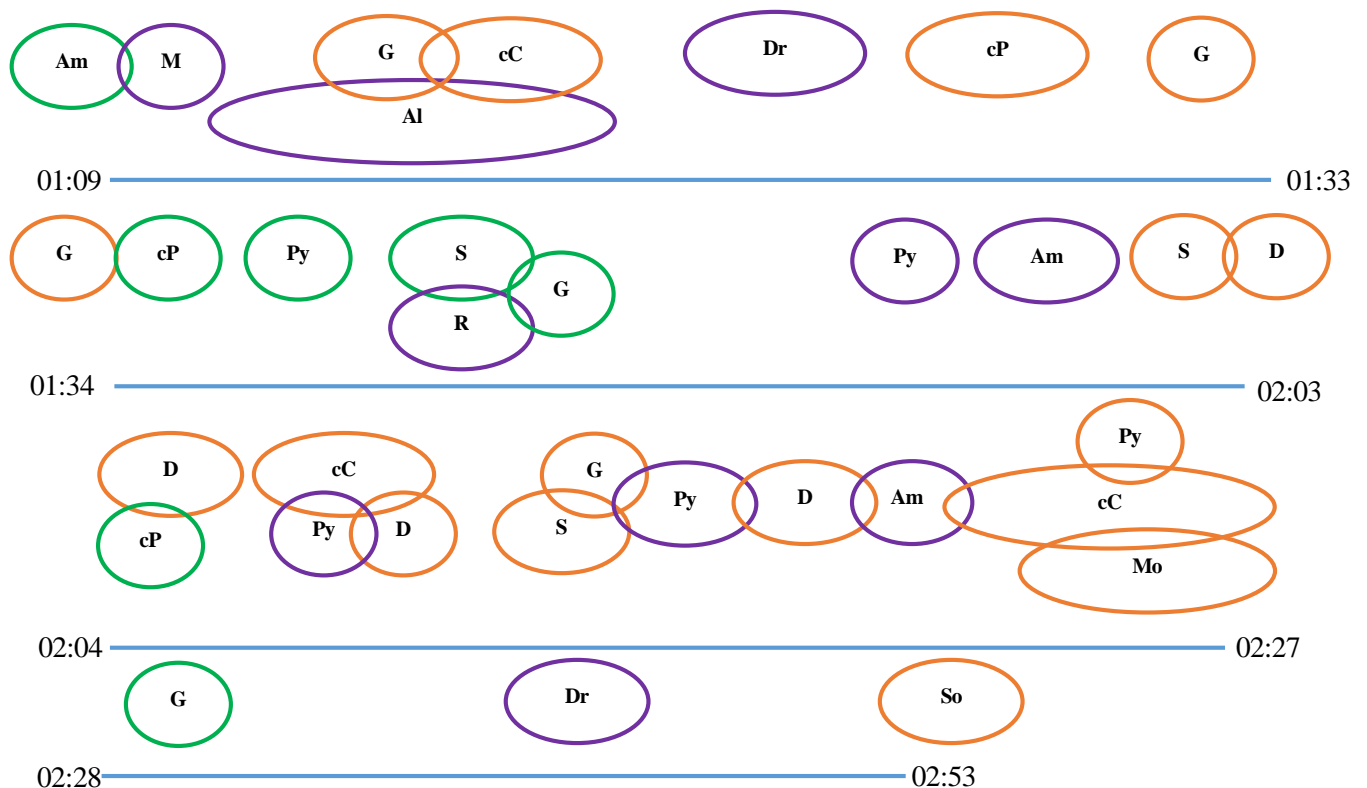 Am M G cC Dr cP G
Al
01:09 01:33
G cP Py S G Py Am S D
R
01:34 02:03
Py
D cC G Py D Am cC
cP Py D S Mo
02:04 02:27
G Dr So
02:28 02:53